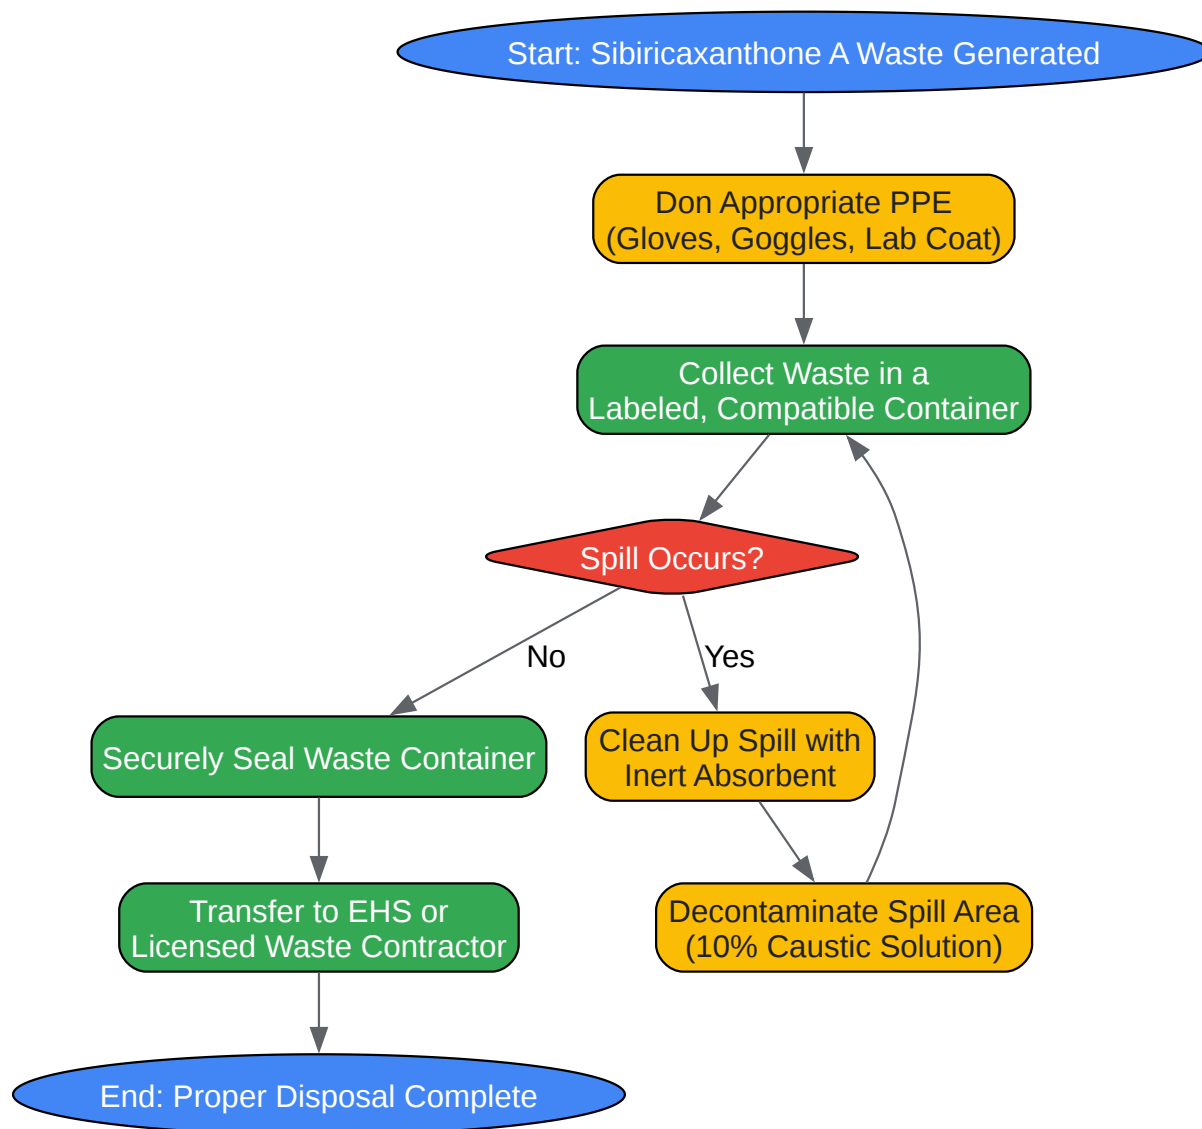 Start: Sibiricaxanthone A Waste Generated
Don Appropriate PPE
(Gloves, Goggles, Lab Coat)
Collect Waste in a
Labeled, Compatible Container
Spill Occurs?
No
Yes
Securely Seal Waste Container
Clean Up Spill with
Inert Absorbent
Transfer to EHS or
Licensed Waste Contractor
Decontaminate Spill Area
(10% Caustic Solution)
End: Proper Disposal Complete